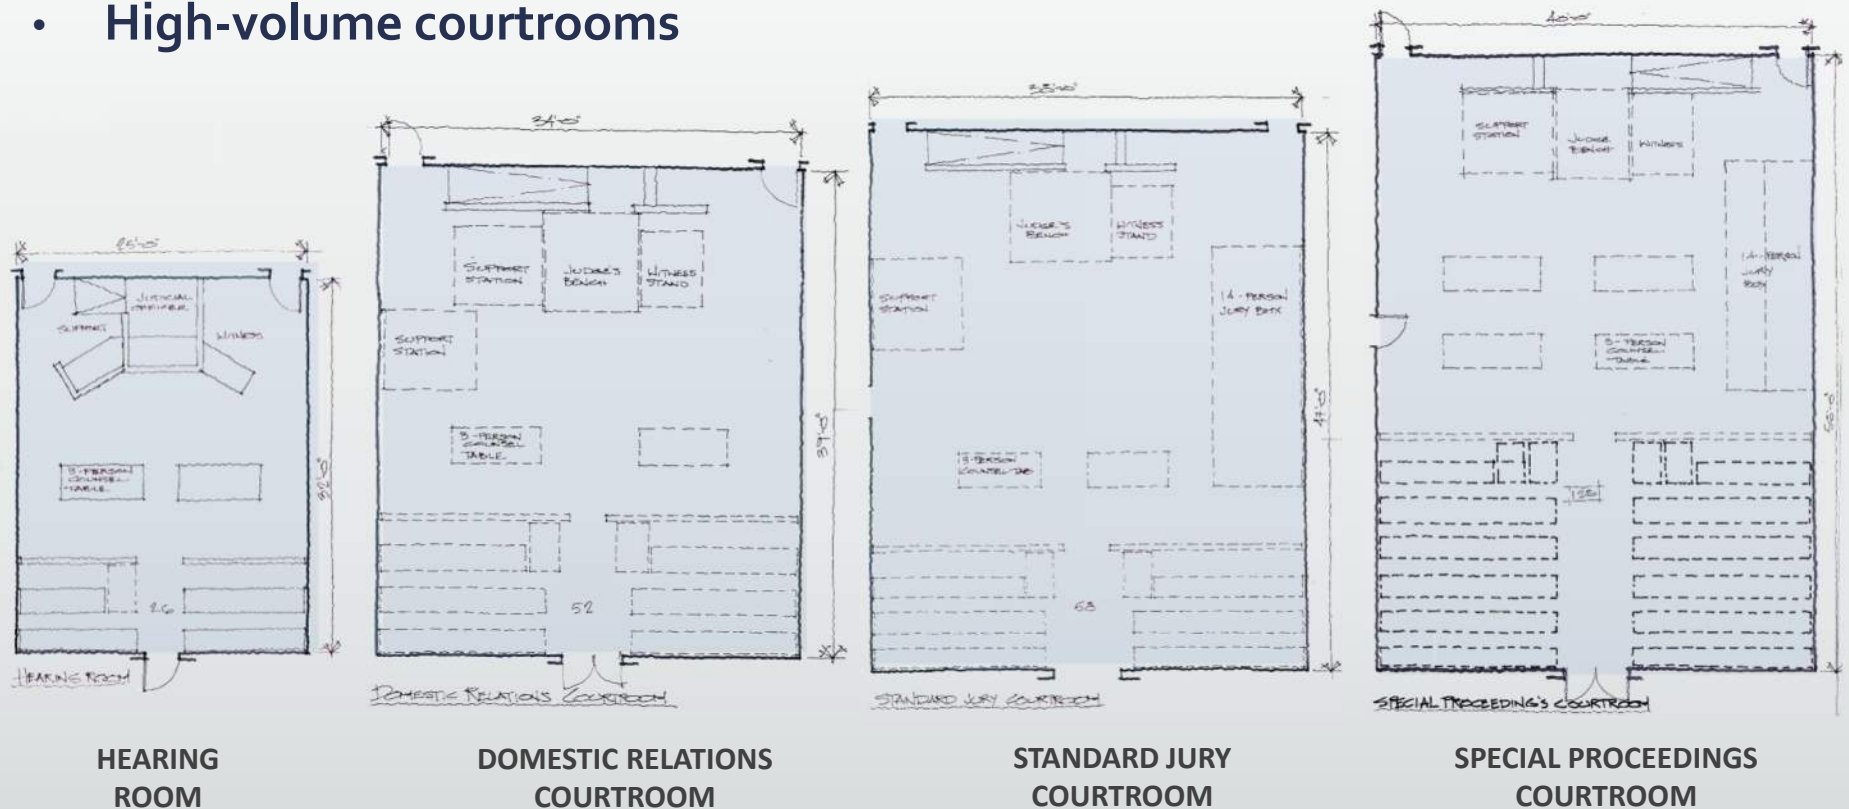 • High-volume courtrooms
25'-0"
JUDICIAL
OFFICER
SUPPORT
WITNESS
3-PERSON
COUNSEL
TABLE
32'-0"
26
HEARING ROOM
34'-0"
SUPPORT
STATION
JUDGE'S
BENCH
WITNESS
STAND
SUPPORT
STATION
3-PERSON
COUNSEL
TABLE
39'-0"
52
DOMESTIC RELATIONS COURTROOM
38'-0"
JUDGE'S
BENCH
WITNESS
STAND
SUPPORT
STATION
14-PERSON
JURY BOX
3-PERSON
COUNSEL TAB
47'-0"
STANDARD JURY COURTROOM
40'-0"
SUPPORT
STATION
JUDGE
BENCH
WITNESS
14-PERSON
JURY
BOX
3-PERSON
COUNSEL
TABLE
SPECIAL PROCEEDING'S COURTROOM
HEARING
ROOM
DOMESTIC RELATIONS
COURTROOM
STANDARD JURY
COURTROOM
SPECIAL PROCEEDINGS
COURTROOM